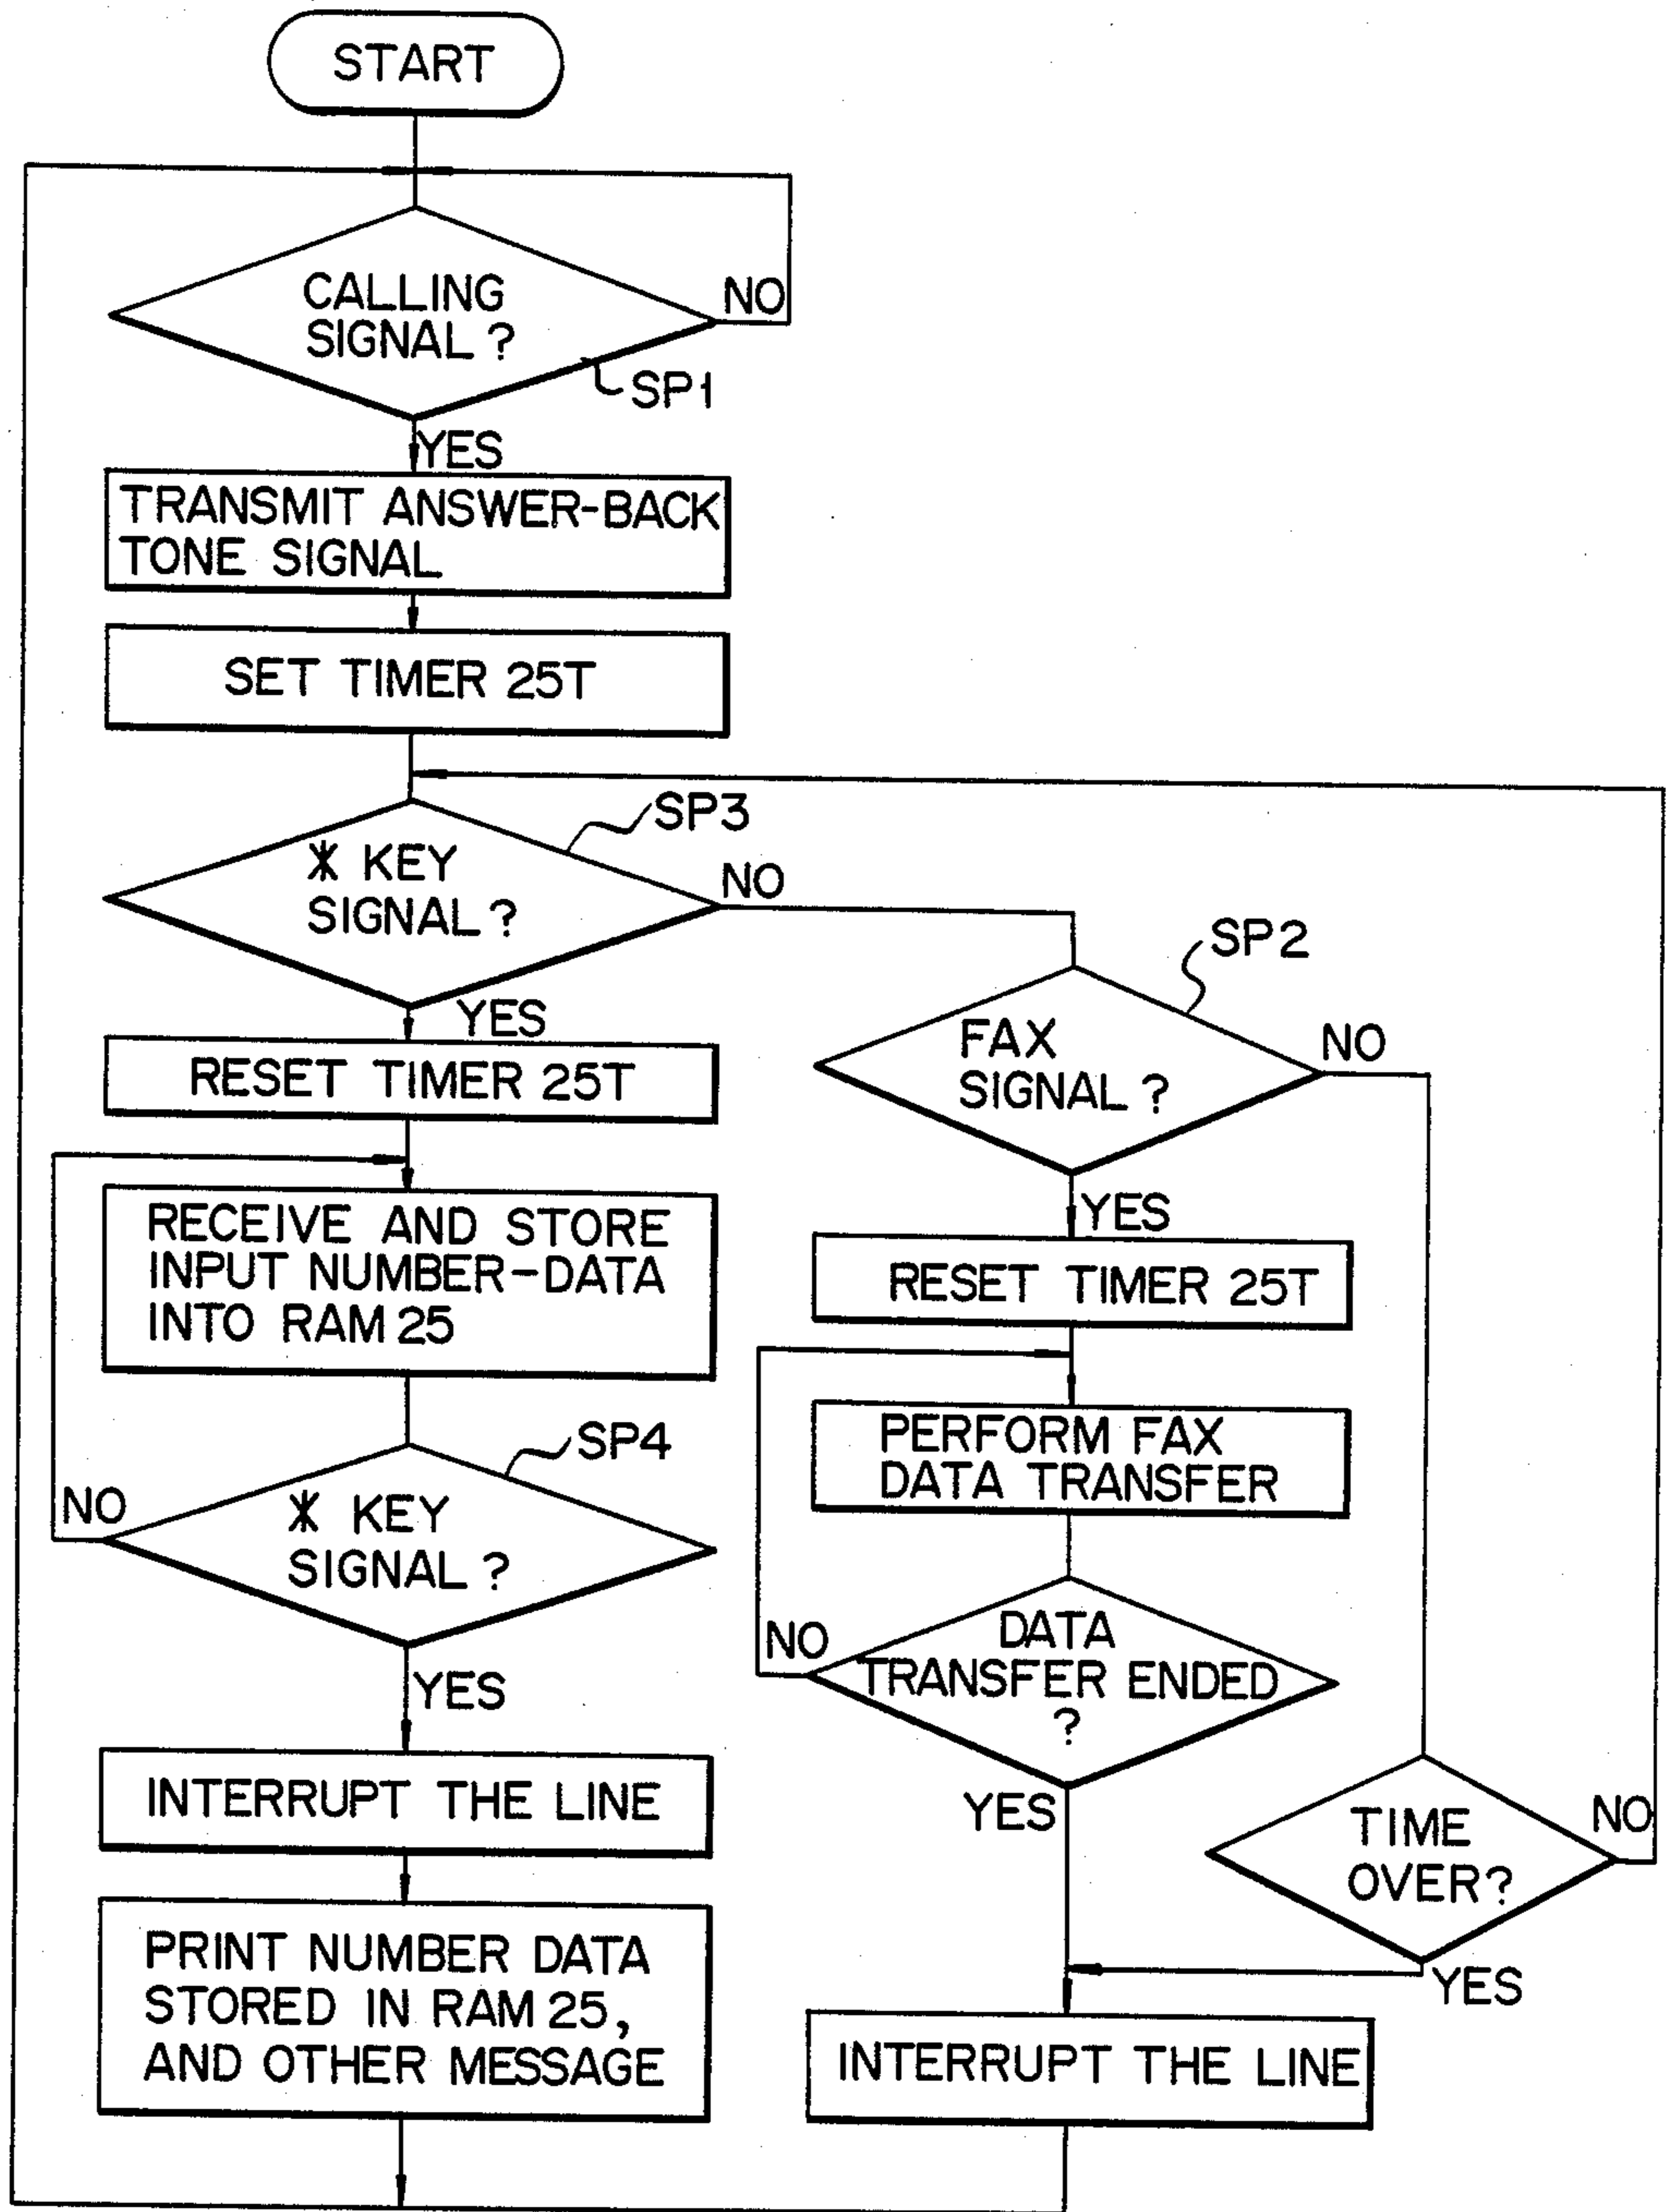 START
CALLING
SIGNAL?
NO
SP1
YES
TRANSMIT ANSWER-BACK
TONE SIGNAL
SET TIMER 25T
SP3
* KEY
SIGNAL?
NO
YES
RESET TIMER 25T
RECEIVE AND STORE
INPUT NUMBER-DATA
INTO RAM 25
SP4
* KEY
SIGNAL?
NO
YES
INTERRUPT THE LINE
PRINT NUMBER DATA
STORED IN RAM 25,
AND OTHER MESSAGE
SP2
FAX
SIGNAL?
NO
YES
RESET TIMER 25T
PERFORM FAX
DATA TRANSFER
DATA
TRANSFER ENDED
?
NO
YES
TIME
OVER?
NO
YES
INTERRUPT THE LINE